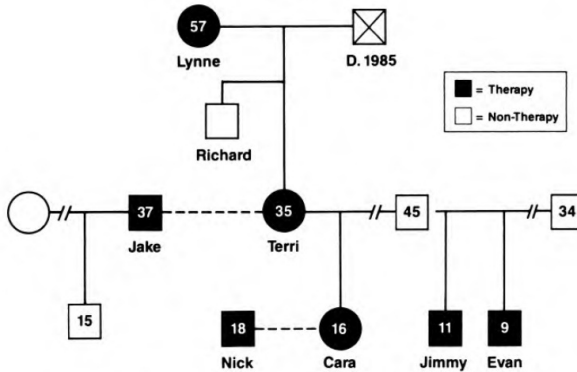 57
Lynne
D. 1985
= Therapy
= Non-Therapy
Richard
37
35
45
34
Jake
Terri
15
18
16
11
9
Nick
Cara
Jimmy
Evan